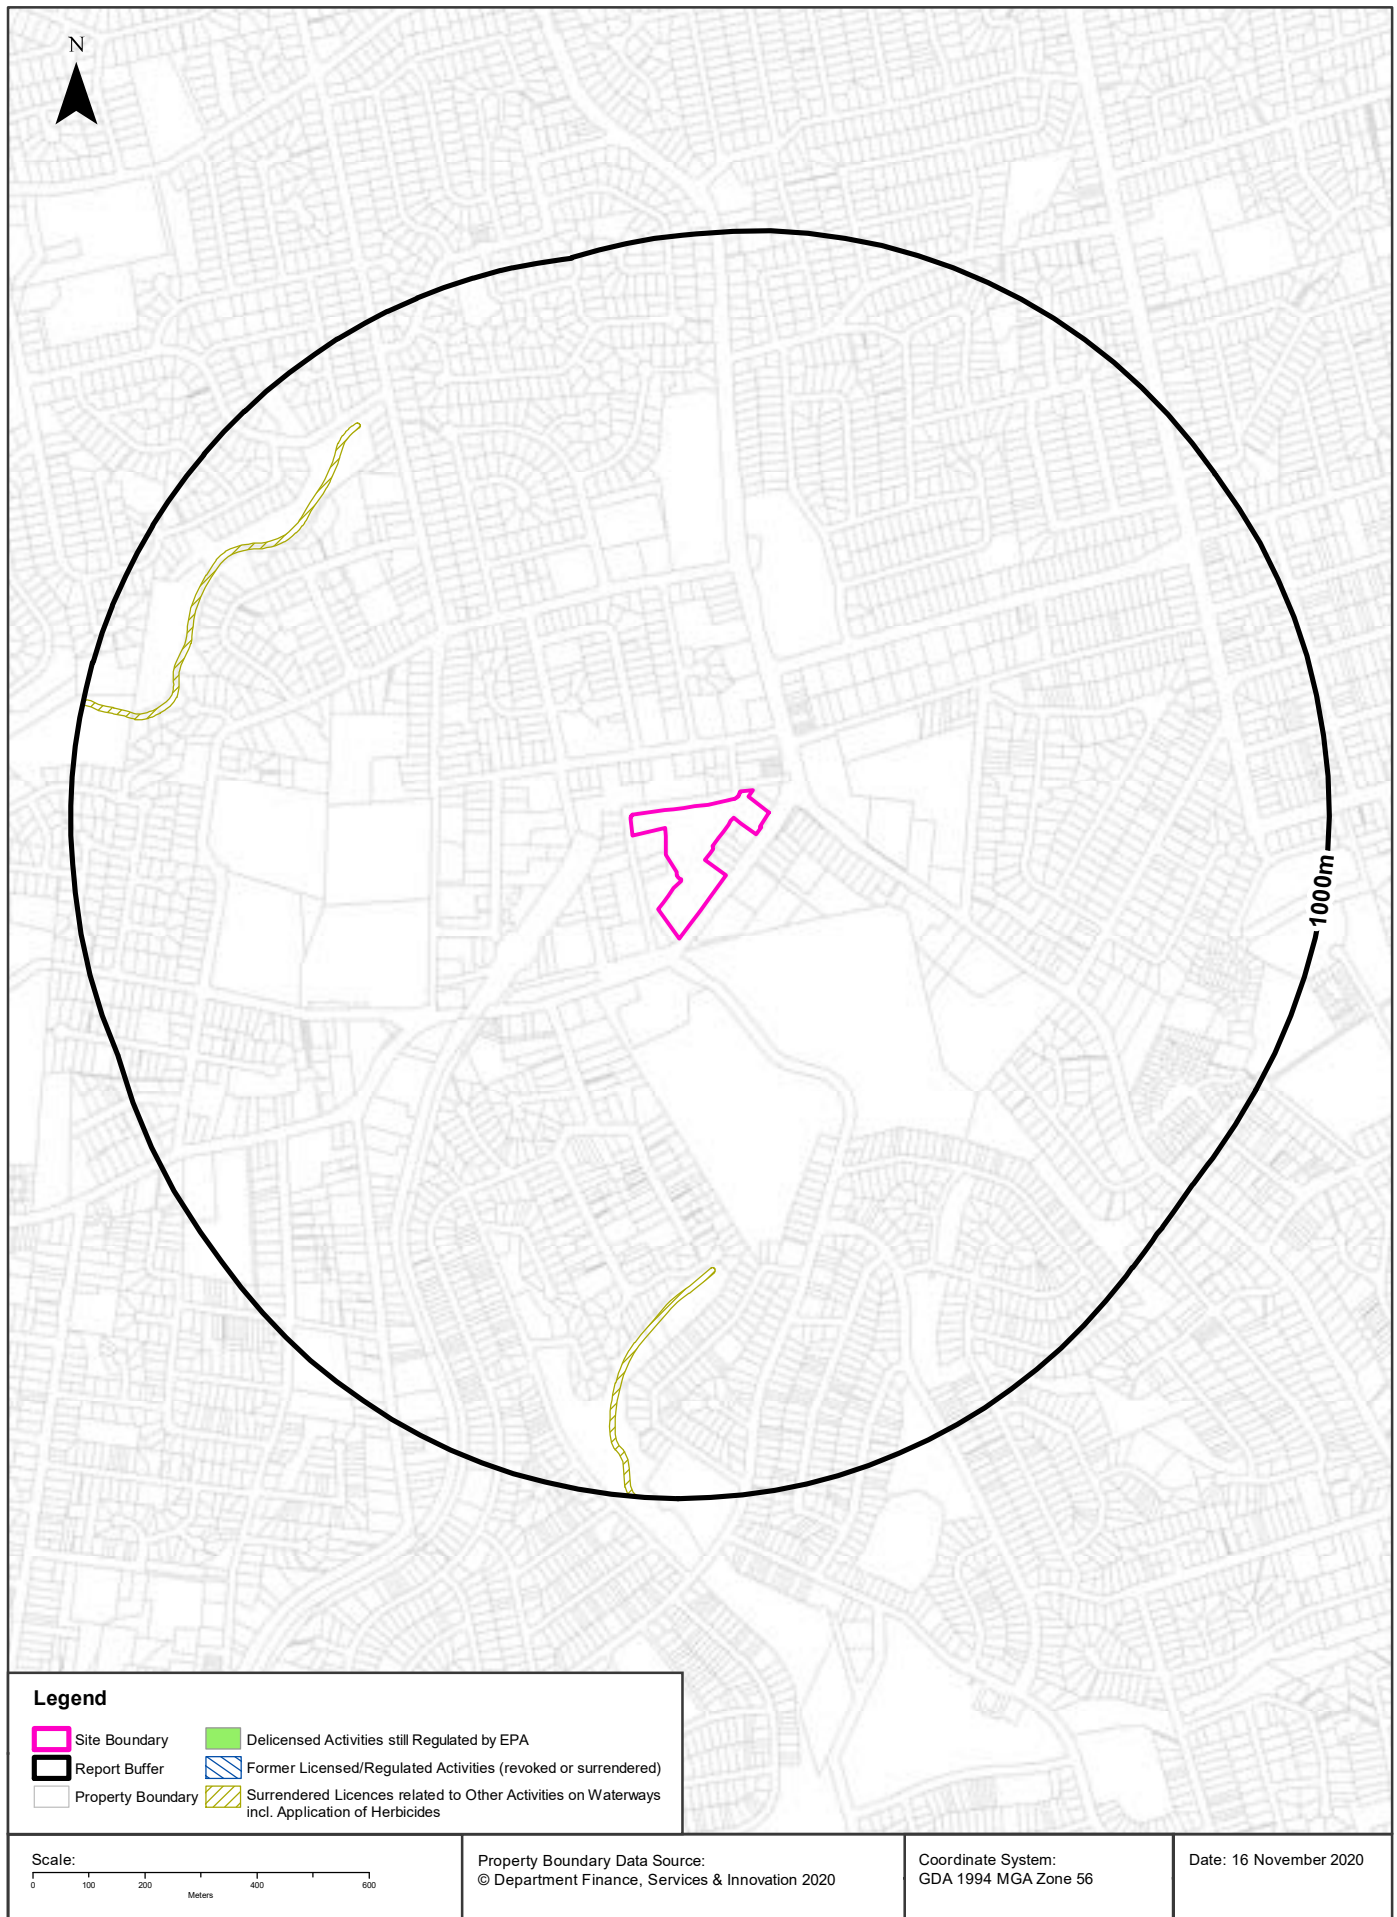 N
1000m
Legend
Site Boundary
Report Buffer
Property Boundary
Delicensed Activities still Regulated by EPA
Former Licensed/Regulated Activities (revoked or surrendered)
Surrendered Licences related to Other Activities on Waterways
incl. Application of Herbicides
Scale:
0 100 200 400 600
Meters
Property Boundary Data Source:
© Department Finance, Services & Innovation 2020
Coordinate System:
GDA 1994 MGA Zone 56
Date: 16 November 2020